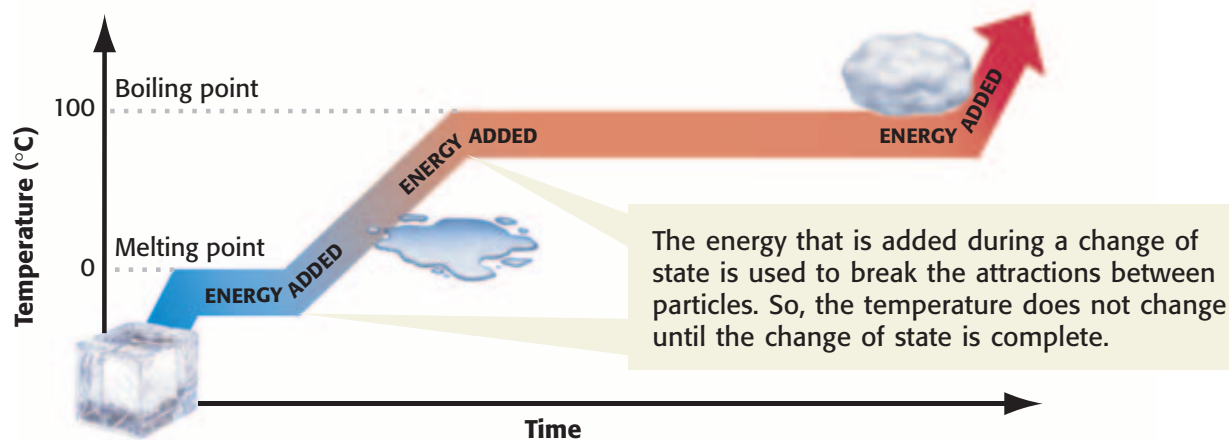 Temperature (°C)
100
Boiling point
0
Melting point
ENERGY ADDED
ENERGY ADDED
ENERGY ADDED
The energy that is added during a change of
state is used to break the attractions between
particles. So, the temperature does not change
until the change of state is complete.
Time